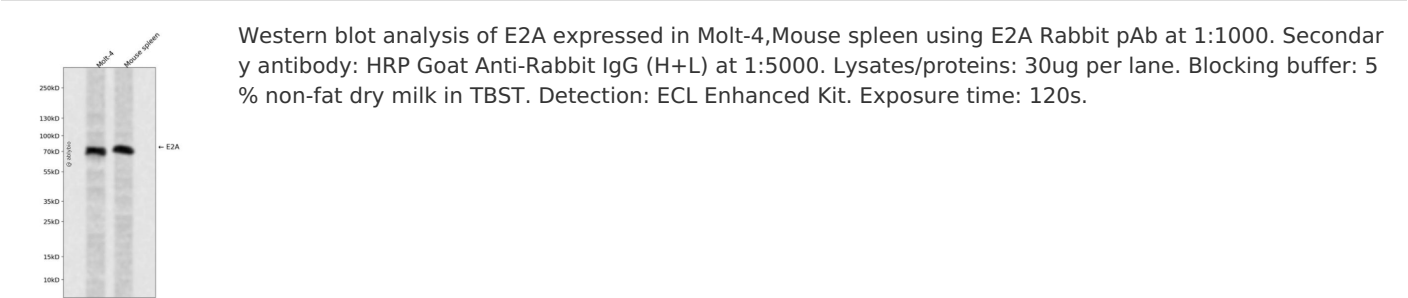 Molt-4
Mouse spleen
Western blot analysis of E2A expressed in Molt-4,Mouse spleen using E2A Rabbit pAb at 1:1000. Secondar
y antibody: HRP Goat Anti-Rabbit IgG (H+L) at 1:5000. Lysates/proteins: 30ug per lane. Blocking buffer: 5
% non-fat dry milk in TBST. Detection: ECL Enhanced Kit. Exposure time: 120s.
250kD
130kD
100kD
70kD
55kD
35kD
25kD
15kD
10kD
← E2A